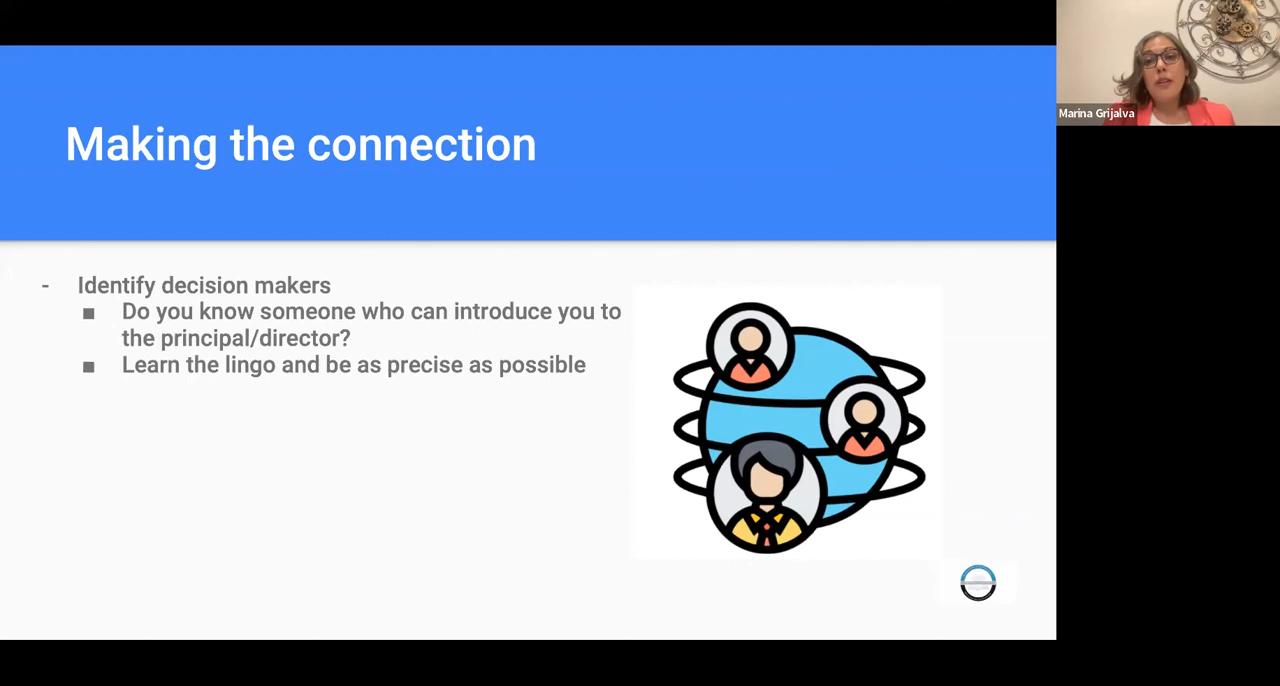 Making the connection
- Identify decision makers
■ Do you know someone who can introduce you to
the principal/director?
■ Learn the lingo and be as precise as possible
Marina Grijalva